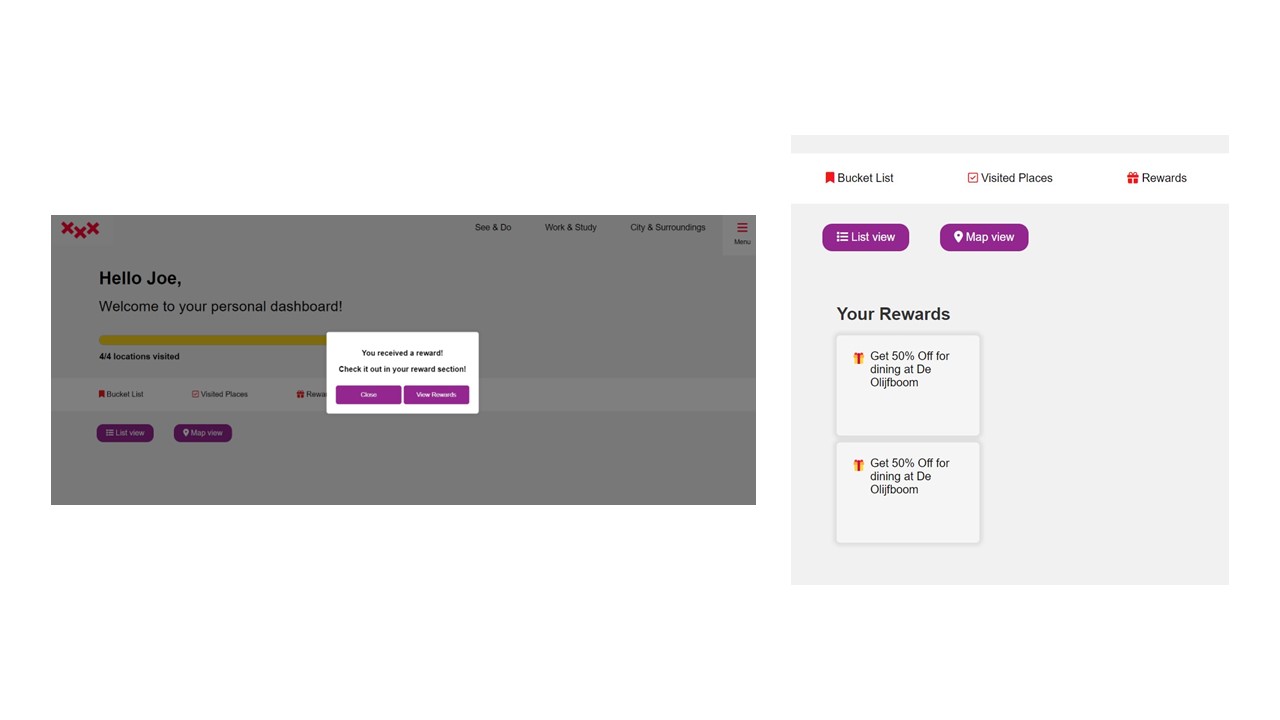 See & Do
Work & Study
City & Surroundings
Menu
Hello Joe,
Welcome to your personal dashboard!
4/4 locations visited
You received a reward!
Check it out in your reward section!
Close
View Rewards
Bucket List
Visited Places
List view
Map view
Bucket List
Visited Places
Rewards
List view
Map view
Your Rewards
Get 50% Off for
dining at De
Olijfboom
Get 50% Off for
dining at De
Olijfboom